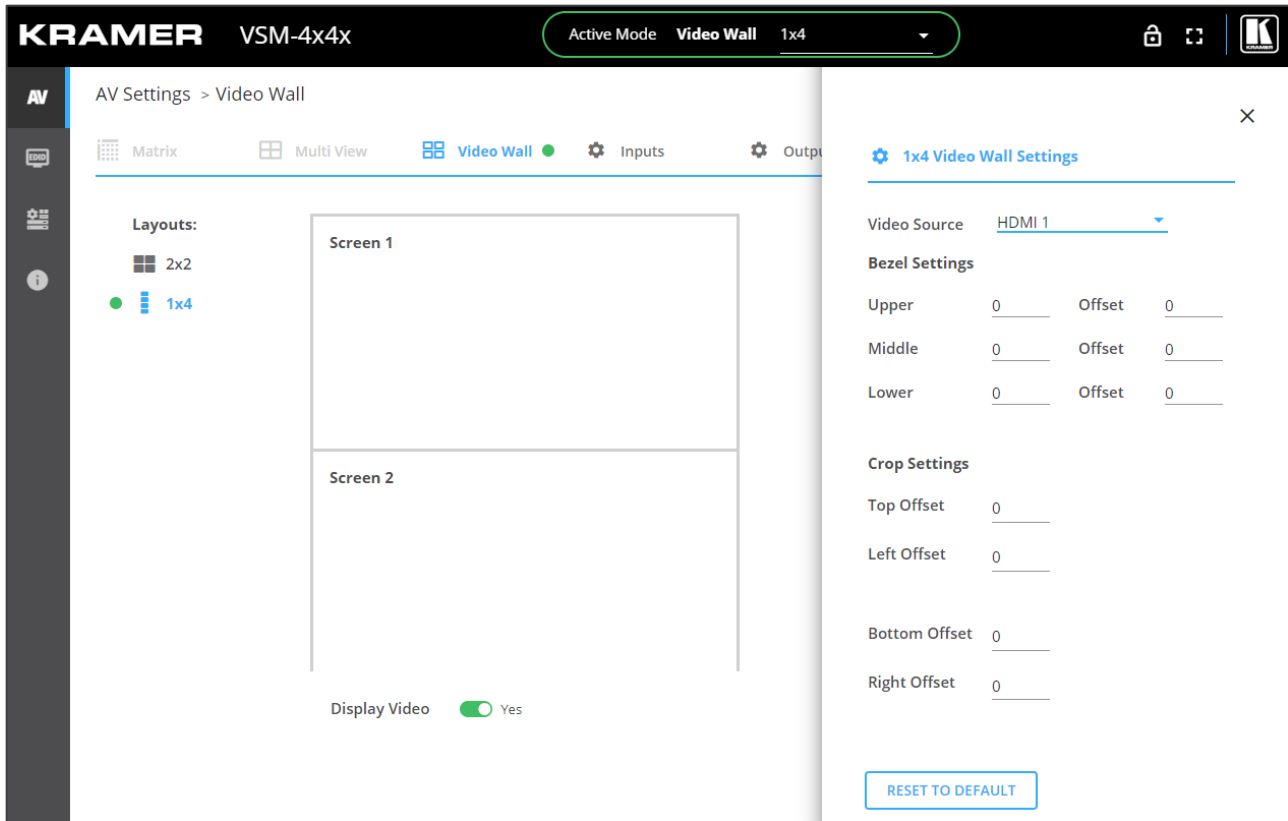 KRAMER VSM-4x4x Active Mode Video Wall 1x4
KRAMER
AV
AV Settings > Video Wall
EDID
Matrix Multi View Video Wall Inputs Outpu
1x4 Video Wall Settings
Layouts:
2x2
1x4
Screen 1
Screen 2
Display Video Yes
Video Source HDMI 1
Bezel Settings
Upper 0 Offset 0
Middle 0 Offset 0
Lower 0 Offset 0
Crop Settings
Top Offset 0
Left Offset 0
Bottom Offset 0
Right Offset 0
RESET TO DEFAULT